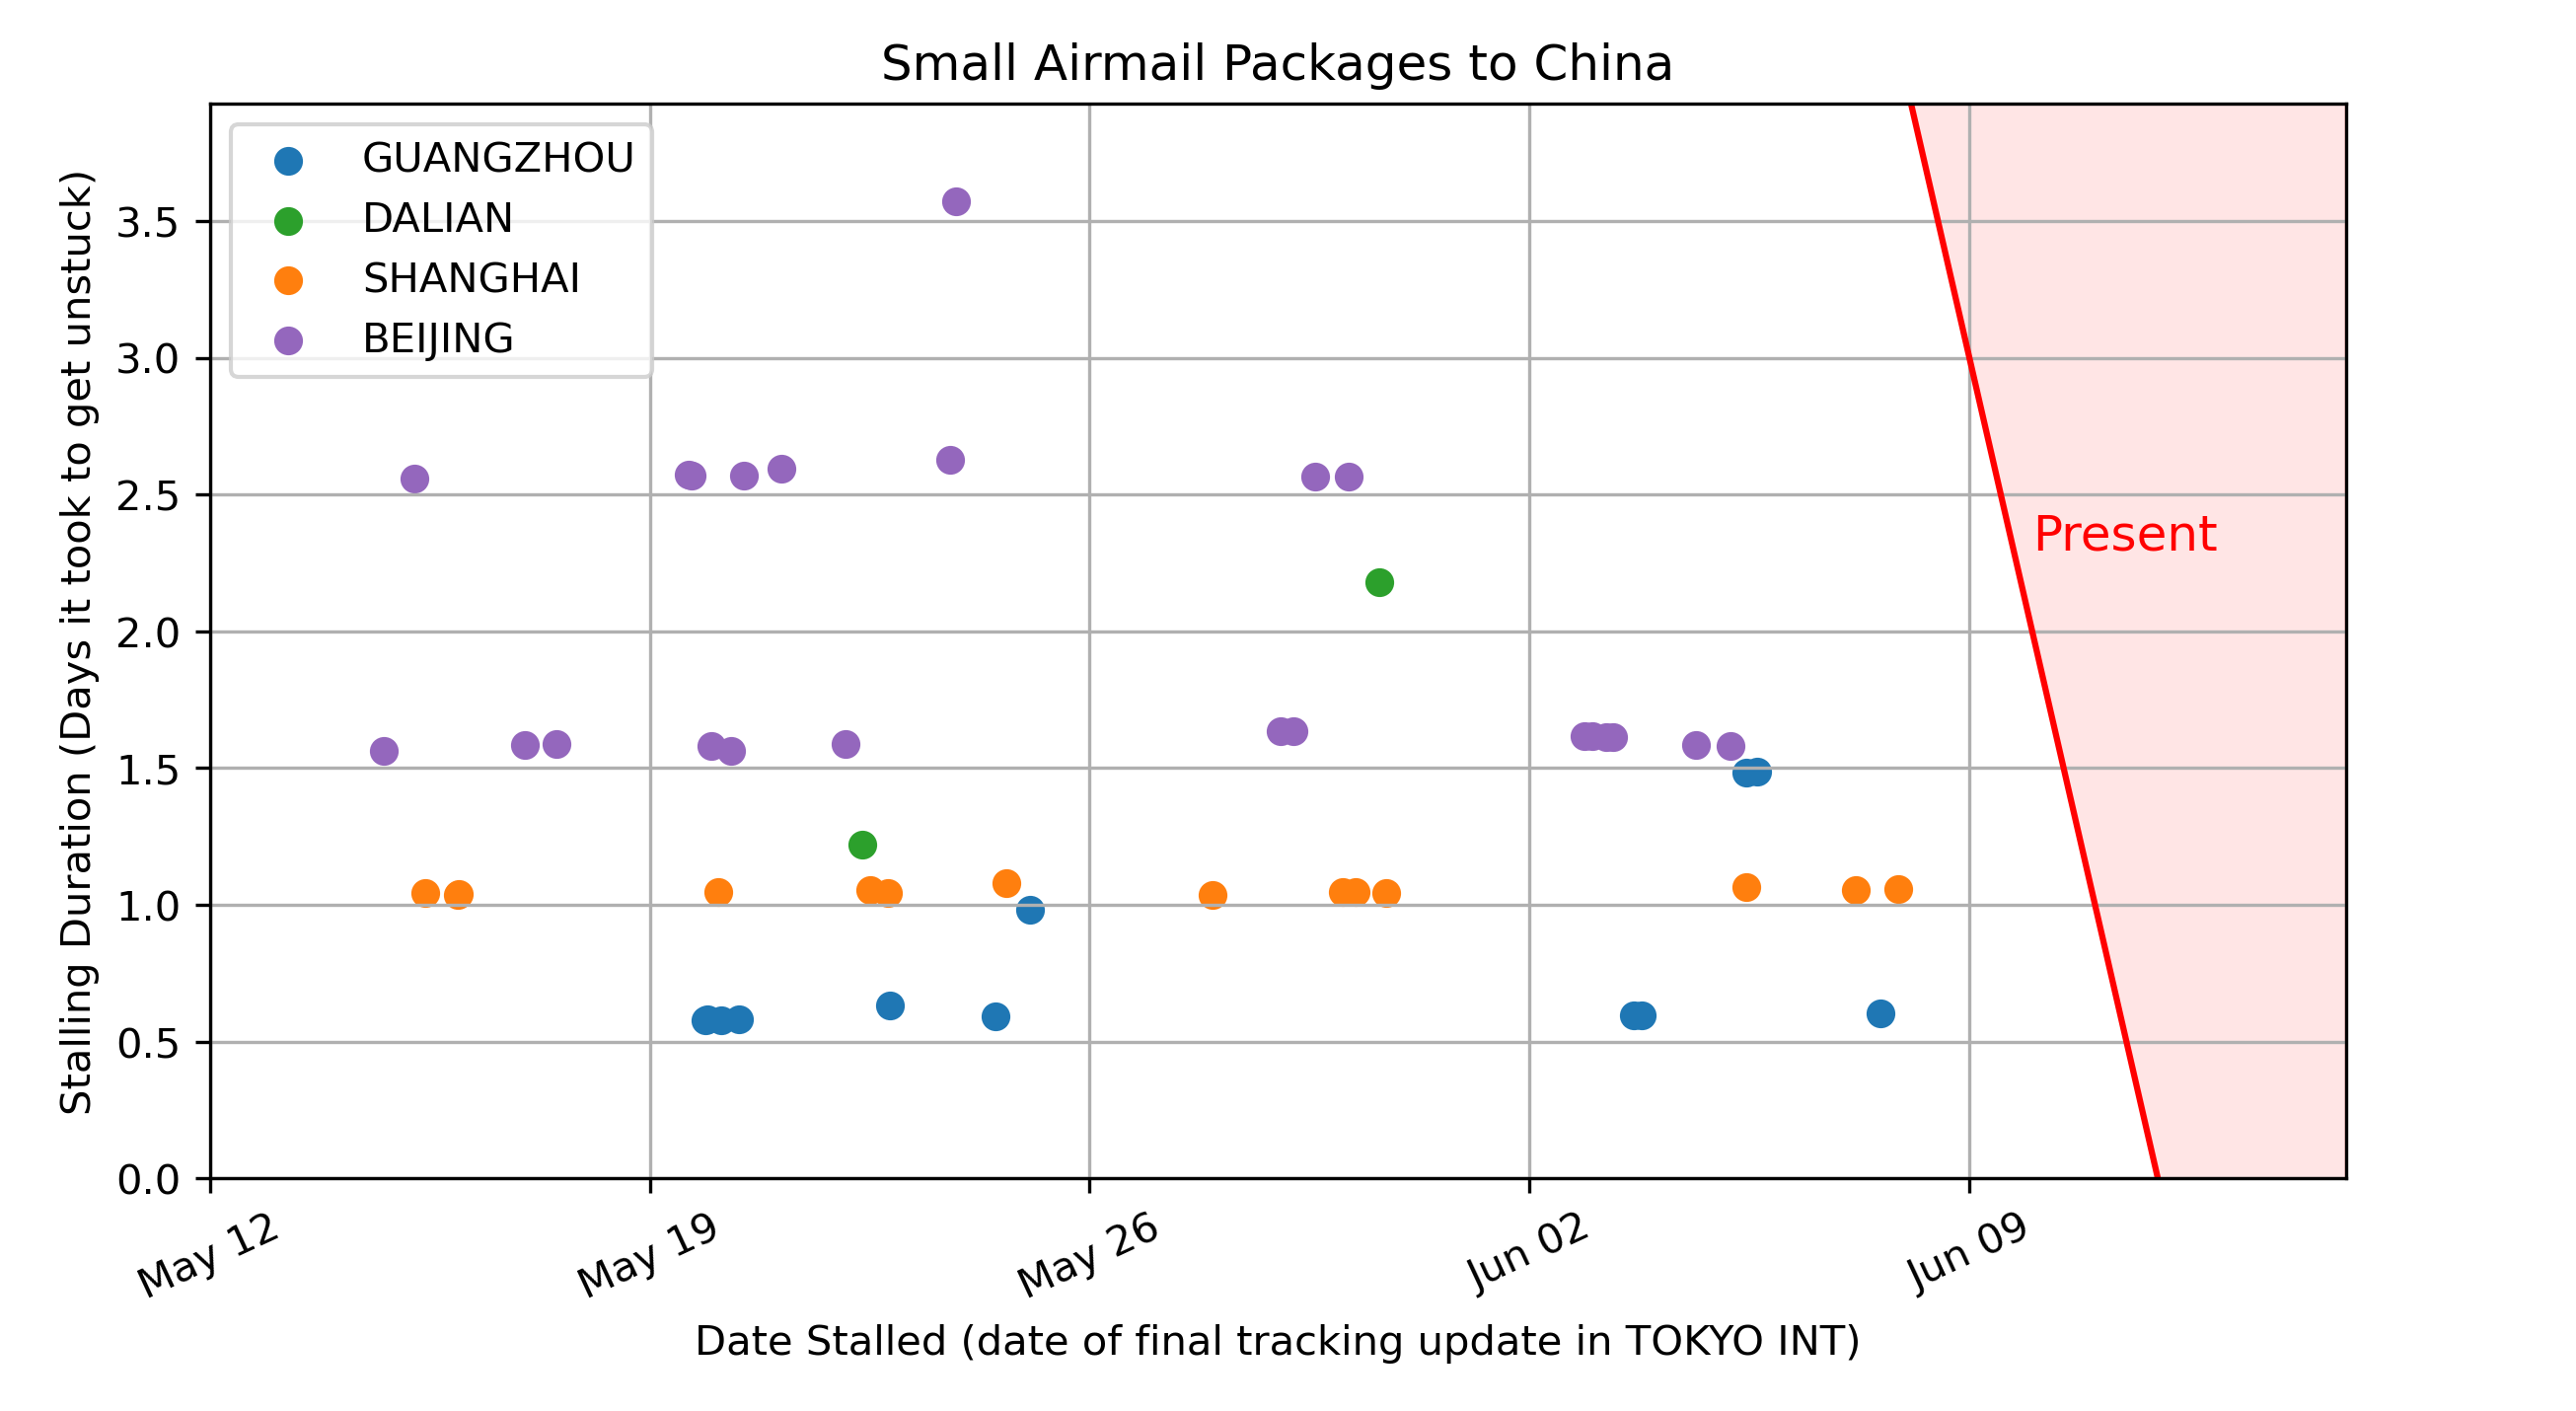 Small Airmail Packages to China
GUANGZHOU
DALIAN
SHANGHAI
BEIJING
Stalling Duration (Days it took to get unstuck)
3.5
3.0
2.5
2.0
1.5
1.0
0.5
0.0
Present
May 12
May 19
May 26
Jun 02
Jun 09
Date Stalled (date of final tracking update in TOKYO INT)